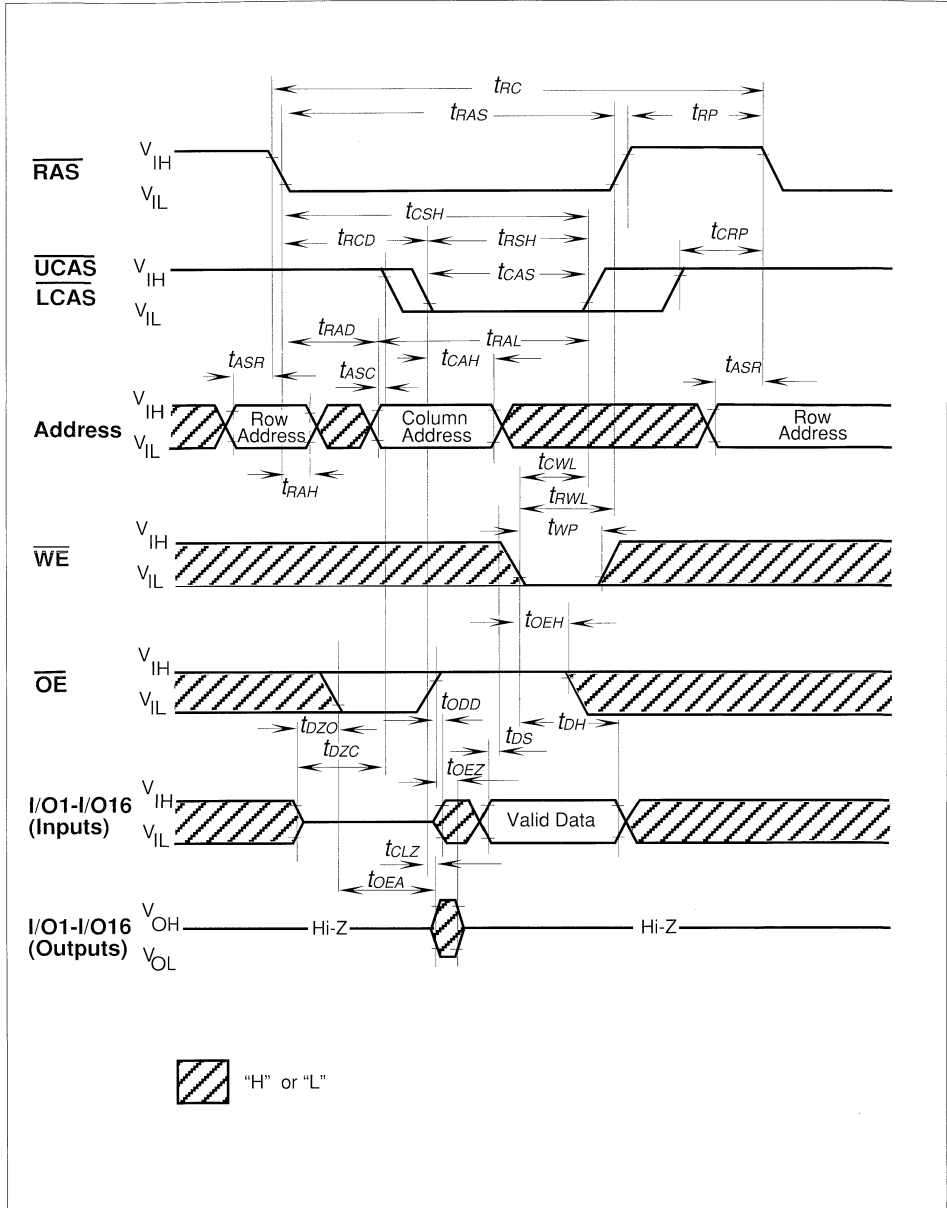 tRC
tRAS
tRP
RAS
VIH
VIL
tCSH
tRCD
tRSH
tCRP
UCAS
LCAS
VIH
tCAS
VIL
tRAD
tRAL
tASR
tASC
tCAH
tASR
Address
VIH
VIL
Row
Address
Column
Address
Row
Address
tRAH
tCWL
tRWL
tWP
WE
VIH
VIL
tOEH
OE
VIH
VIL
tDZO
tODD
tDS
tDH
tDZC
tOEZ
I/O1-I/O16
(Inputs)
VIH
VIL
Valid Data
tCLZ
tOEA
I/O1-I/O16
(Outputs)
VOH
VOL
Hi-Z
Hi-Z
"H" or "L"